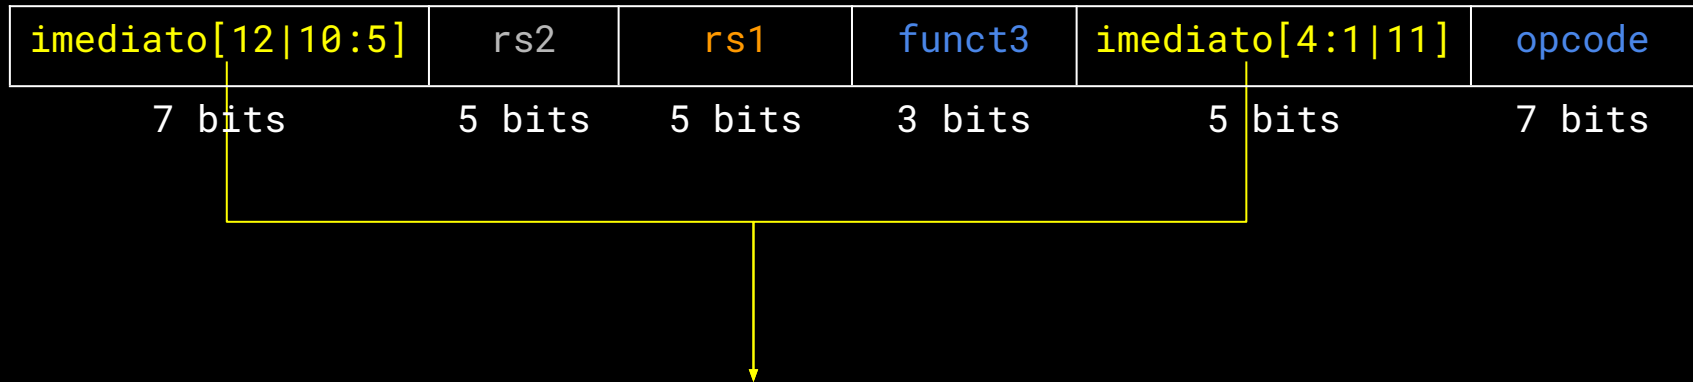 imediato[12|10:5] rs2 rs1 funct3 imediato[4:1|11] opcode
7 bits 5 bits 5 bits 3 bits 5 bits 7 bits